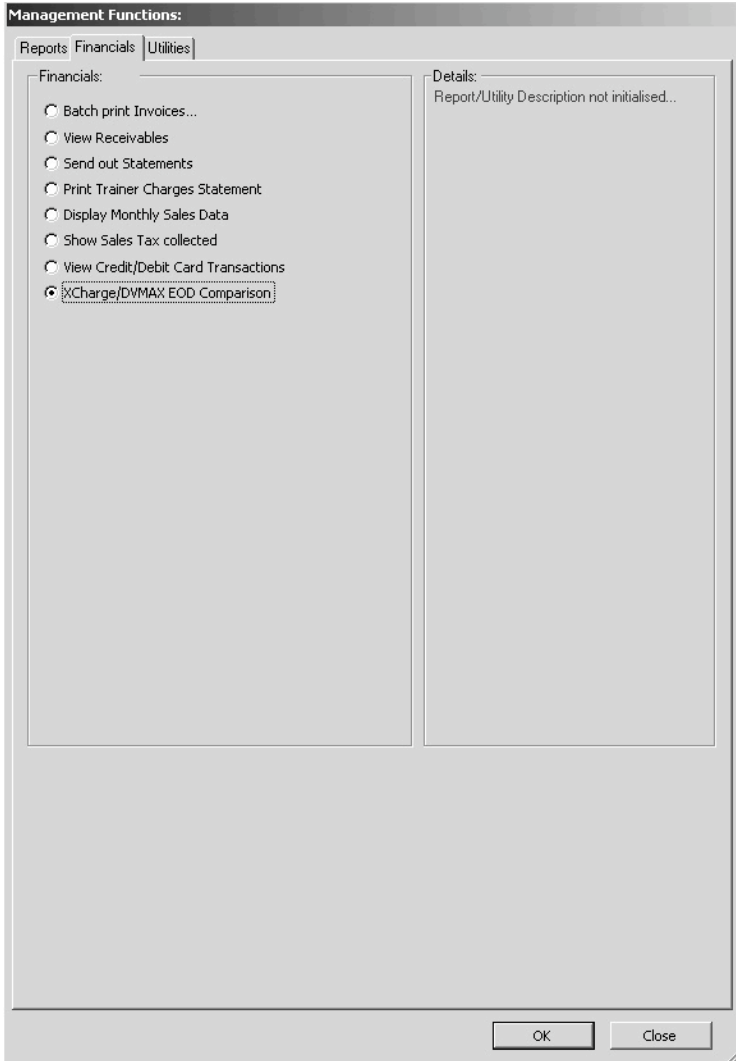 Management Functions:
Reports Financials Utilities
Financials:
Batch print Invoices...
View Receivables
Send out Statements
Print Trainer Charges Statement
Display Monthly Sales Data
Show Sales Tax collected
View Credit/Debit Card Transactions
XCharge/DVMAX EOD Comparison
Details:
Report/Utility Description not initialised...
OK Close